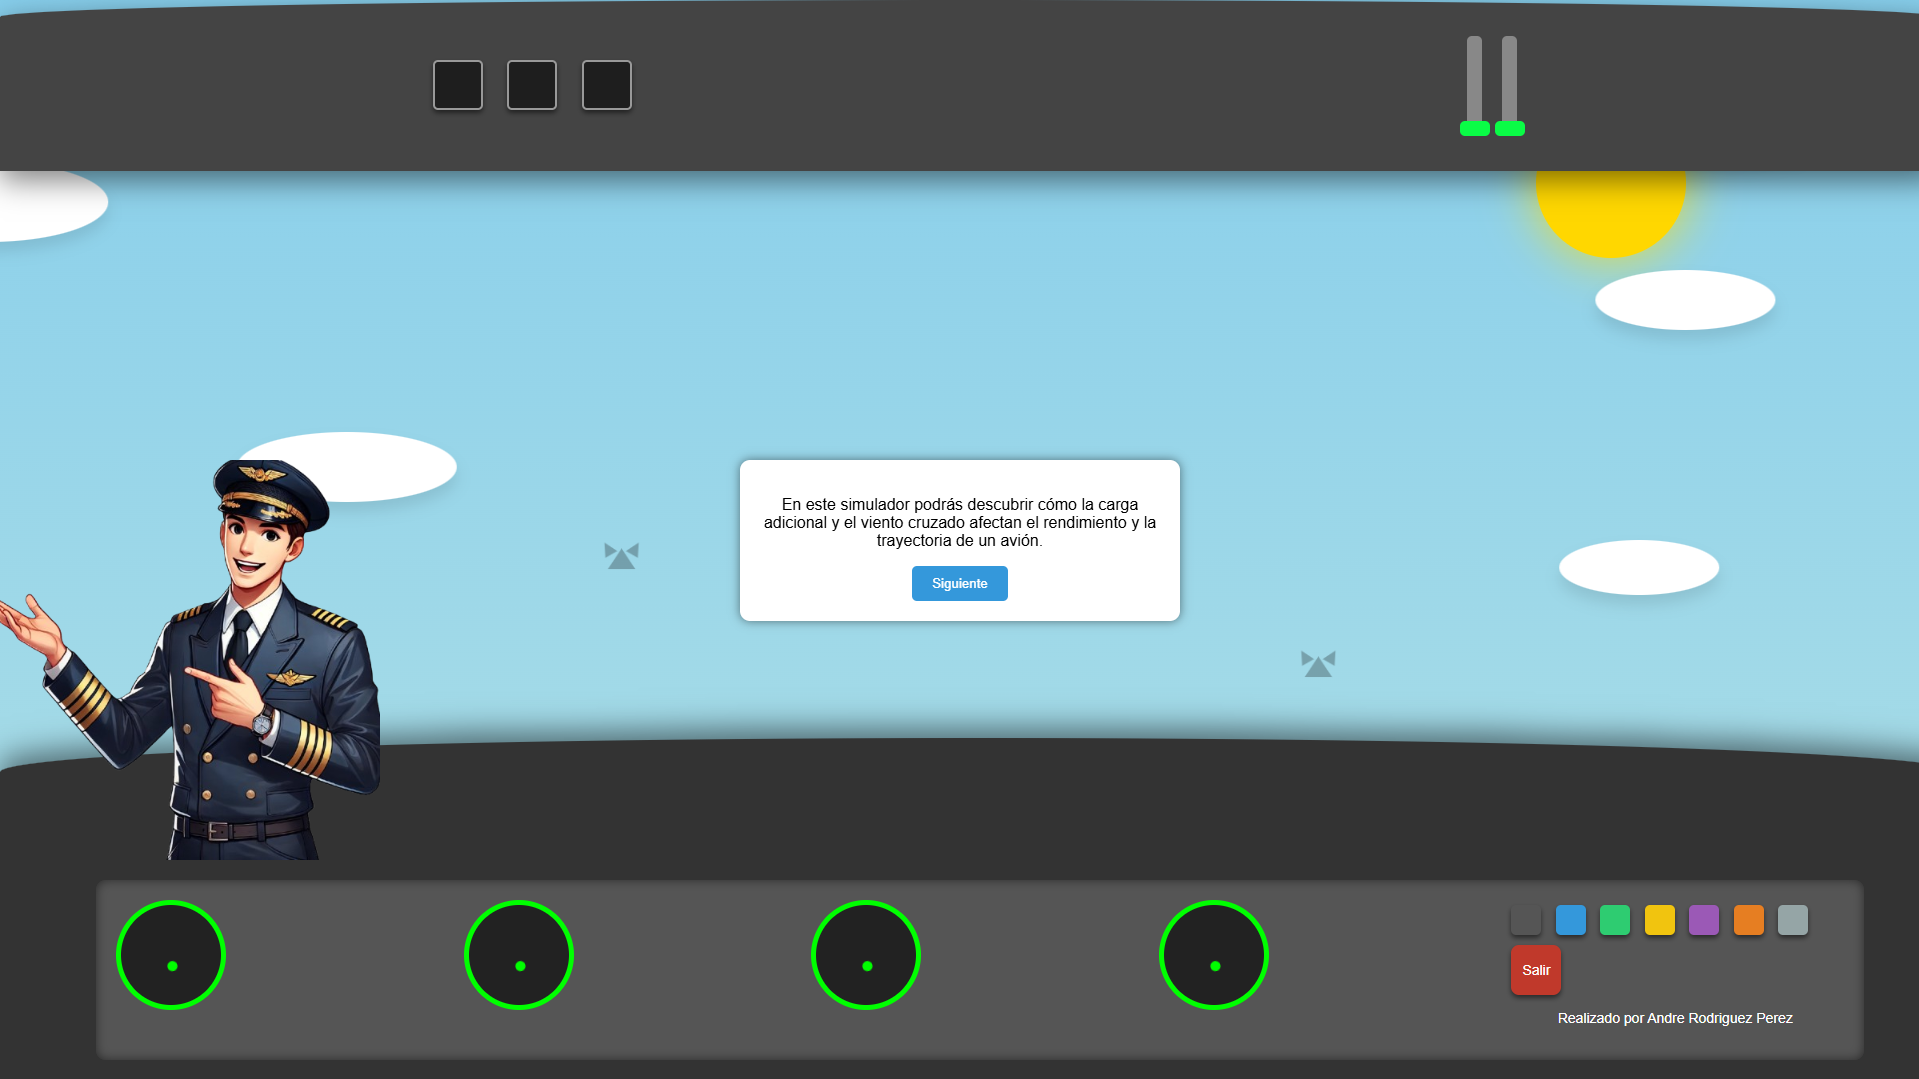 En este simulador podrás descubrir cómo la carga
adicional y el viento cruzado afectan el rendimiento y la
trayectoria de un avión.
Siguiente
Salir
Realizado por Andre Rodriguez Perez